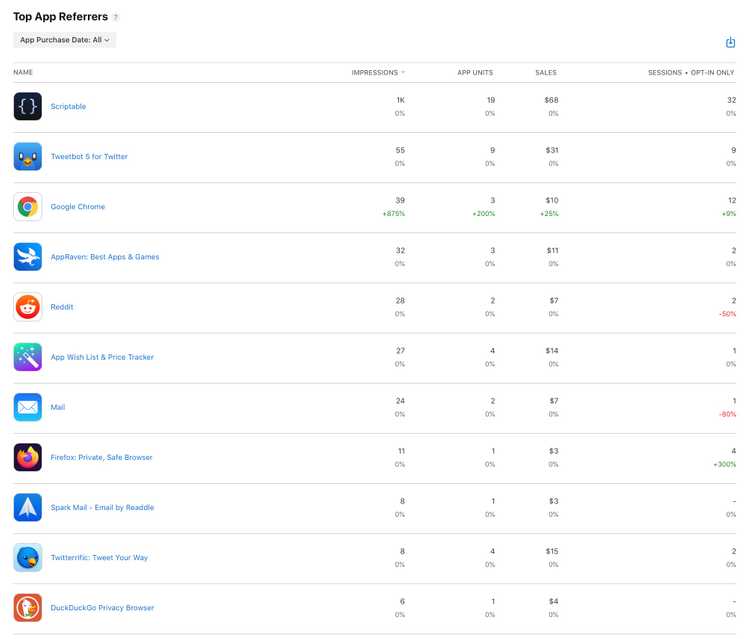 Top App Referrers ?
App Purchase Date: All
NAME IMPRESSIONS APP UNITS SALES SESSIONS • OPT-IN ONLY
Scriptable 1K 19 $68 32
0% 0% 0% 0%
Tweetbot 5 for Twitter 55 9 $31 9
0% 0% 0% 0%
Google Chrome 39 3 $10 12
+875% +200% +25% +9%
AppRaven: Best Apps & Games 32 3 $11 2
0% 0% 0% 0%
Reddit 28 2 $7 2
0% 0% 0% -50%
App Wish List & Price Tracker 27 4 $14 1
0% 0% 0% 0%
Mail 24 2 $7 1
0% 0% 0% -80%
Firefox: Private, Safe Browser 11 1 $3 4
0% 0% 0% +300%
Spark Mail - Email by Readdle 8 1 $3 -
0% 0% 0% 0%
Twitterrific: Tweet Your Way 8 4 $15 2
0% 0% 0% 0%
DuckDuckGo Privacy Browser 6 1 $4 -
0% 0% 0% 0%